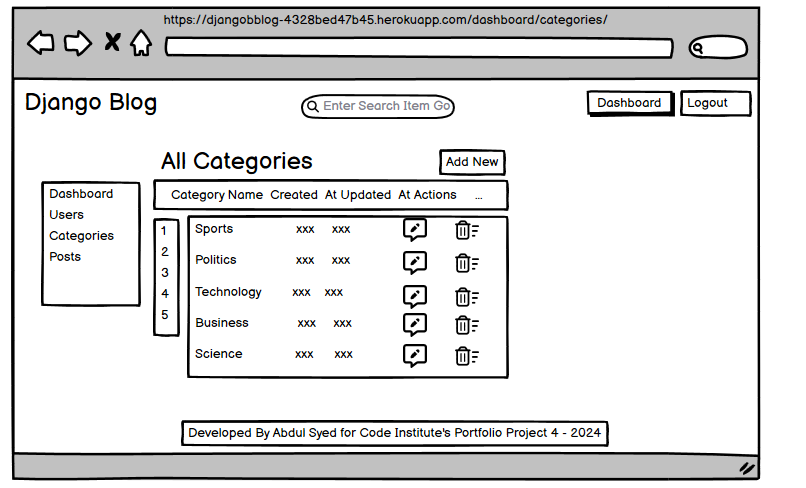 https://djangobblog-4328bed47b45.herokuapp.com/dashboard/categories/
Django Blog
Enter Search Item Go
Dashboard
Logout
All Categories
Add New
Dashboard
Users
Categories
Posts
Category Name Created At Updated At Actions ...
1
2
3
4
5
Sports xxx xxx
Politics xxx xxx
Technology xxx xxx
Business xxx xxx
Science xxx xxx
Developed By Abdul Syed for Code Institute's Portfolio Project 4 - 2024